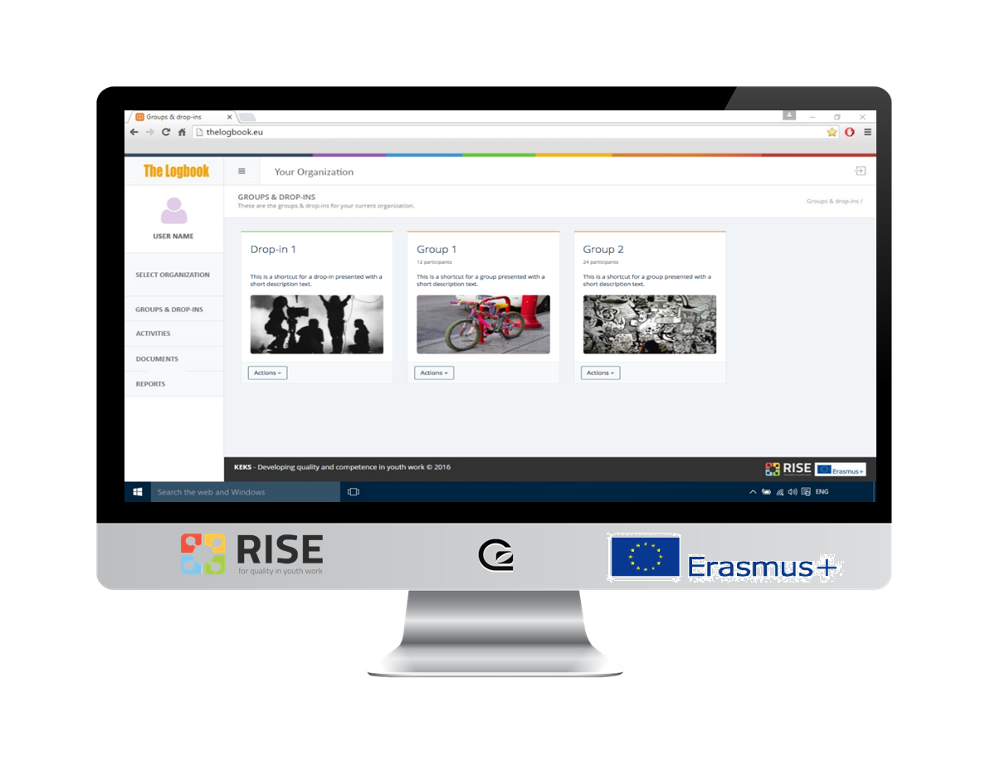 Groups & drop-ins
thelogbook.eu
The Logbook
Your Organization
USER NAME
SELECT ORGANIZATION
GROUPS & DROP-INS
ACTIVITIES
DOCUMENTS
REPORTS
GROUPS & DROP-INS
These are the groups & drop-ins for your current organization.
Groups & drop-ins /
Drop-in 1
This is a shortcut for a drop-in presented with a
short description text.
Actions
Group 1
12 participants
This is a shortcut for a group presented with a
short description text.
Actions
Group 2
24 participants
This is a shortcut for a group presented with a
short description text.
Actions
KEKS - Developing quality and competence in youth work © 2016
RISE
Erasmus+
Search the web and Windows
ENG
RISE
for quality in youth work
Erasmus+